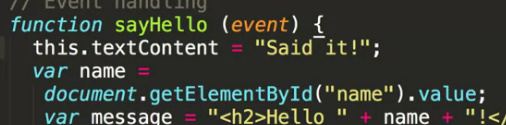 // Event handling
function sayHello (event) {
this.textContent = "Said it!";
var name =
document.getElementById("name").value;
var message = "<h2>Hello " + name + "!</